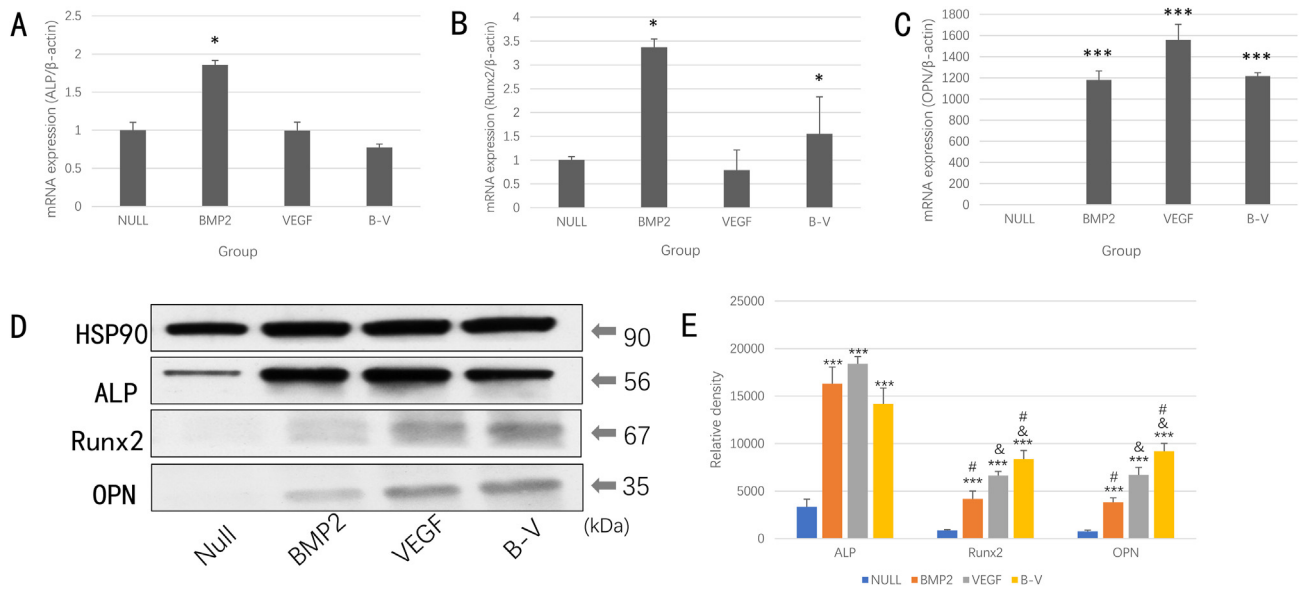 A
mRNA expression (ALP/β-actin)
2.5
2
1.5
1
0.5
0
*
NULL BMP2 VEGF B-V
Group
B
mRNA expression (Runx2/β-actin)
4
3.5
3
2.5
2
1.5
1
0.5
0
*
*
NULL BMP2 VEGF B-V
Group
C
mRNA expression (OPN/β-actin)
1800
1600
1400
1200
1000
800
600
400
200
0
***
***
***
NULL BMP2 VEGF B-V
Group
D
HSP90 90
ALP 56
Runx2 67
OPN 35
(kDa)
Null BMP2 VEGF B-V
E
Relative density
25000
20000
15000
10000
5000
0
*** *** ***
# *** & *** # & ***
# *** & *** # & ***
ALP Runx2 OPN
NULL BMP2 VEGF B-V